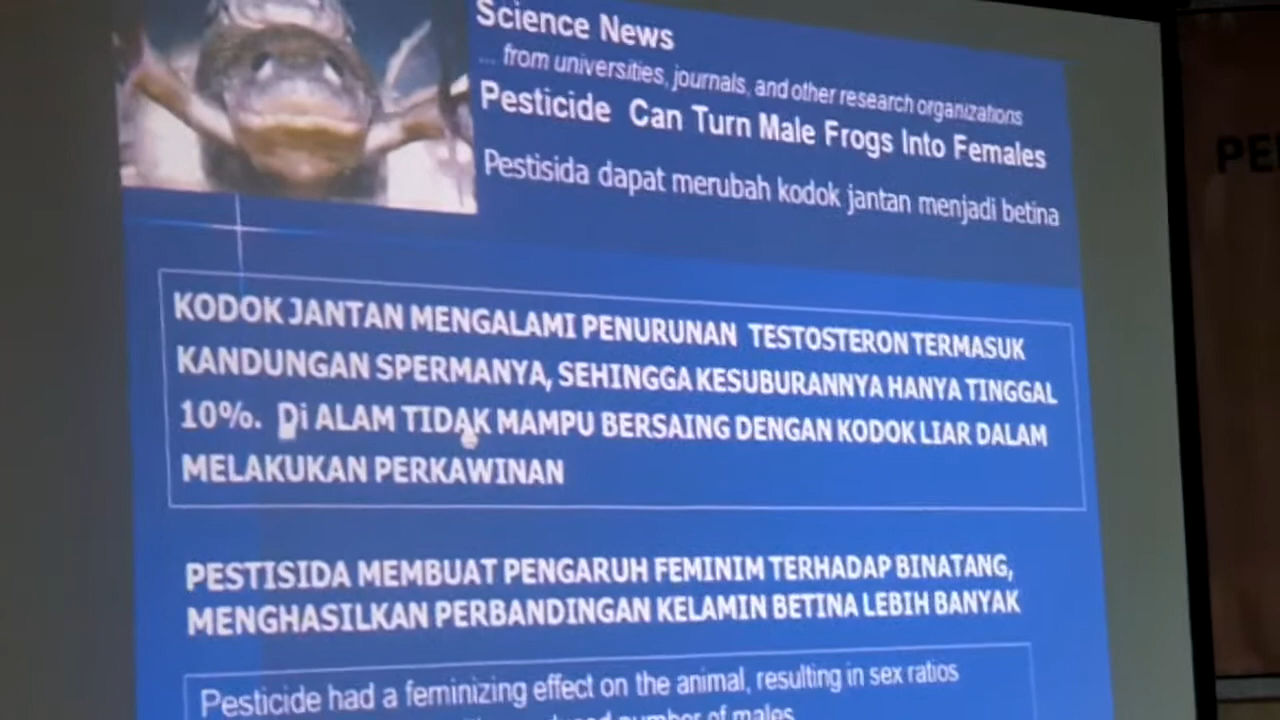 Science News
... from universities, journals, and other research organizations
Pesticide Can Turn Male Frogs Into Females
Pestisida dapat merubah kodok jantan menjadi betina
KODOK JANTAN MENGALAMI PENURUNAN TESTOSTERON TERMASUK
KANDUNGAN SPERMANYA, SEHINGGA KESUBURANNYA HANYA TINGGAL
10%. Di ALAM TIDAK MAMPU BERSAING DENGAN KODOK LIAR DALAM
MELAKUKAN PERKAWINAN
PESTISIDA MEMBUAT PENGARUH FEMINIM TERHADAP BINATANG,
MENGHASILKAN PERBANDINGAN KELAMIN BETINA LEBIH BANYAK
Pesticide had a feminizing effect on the animal, resulting in sex ratios
number of males